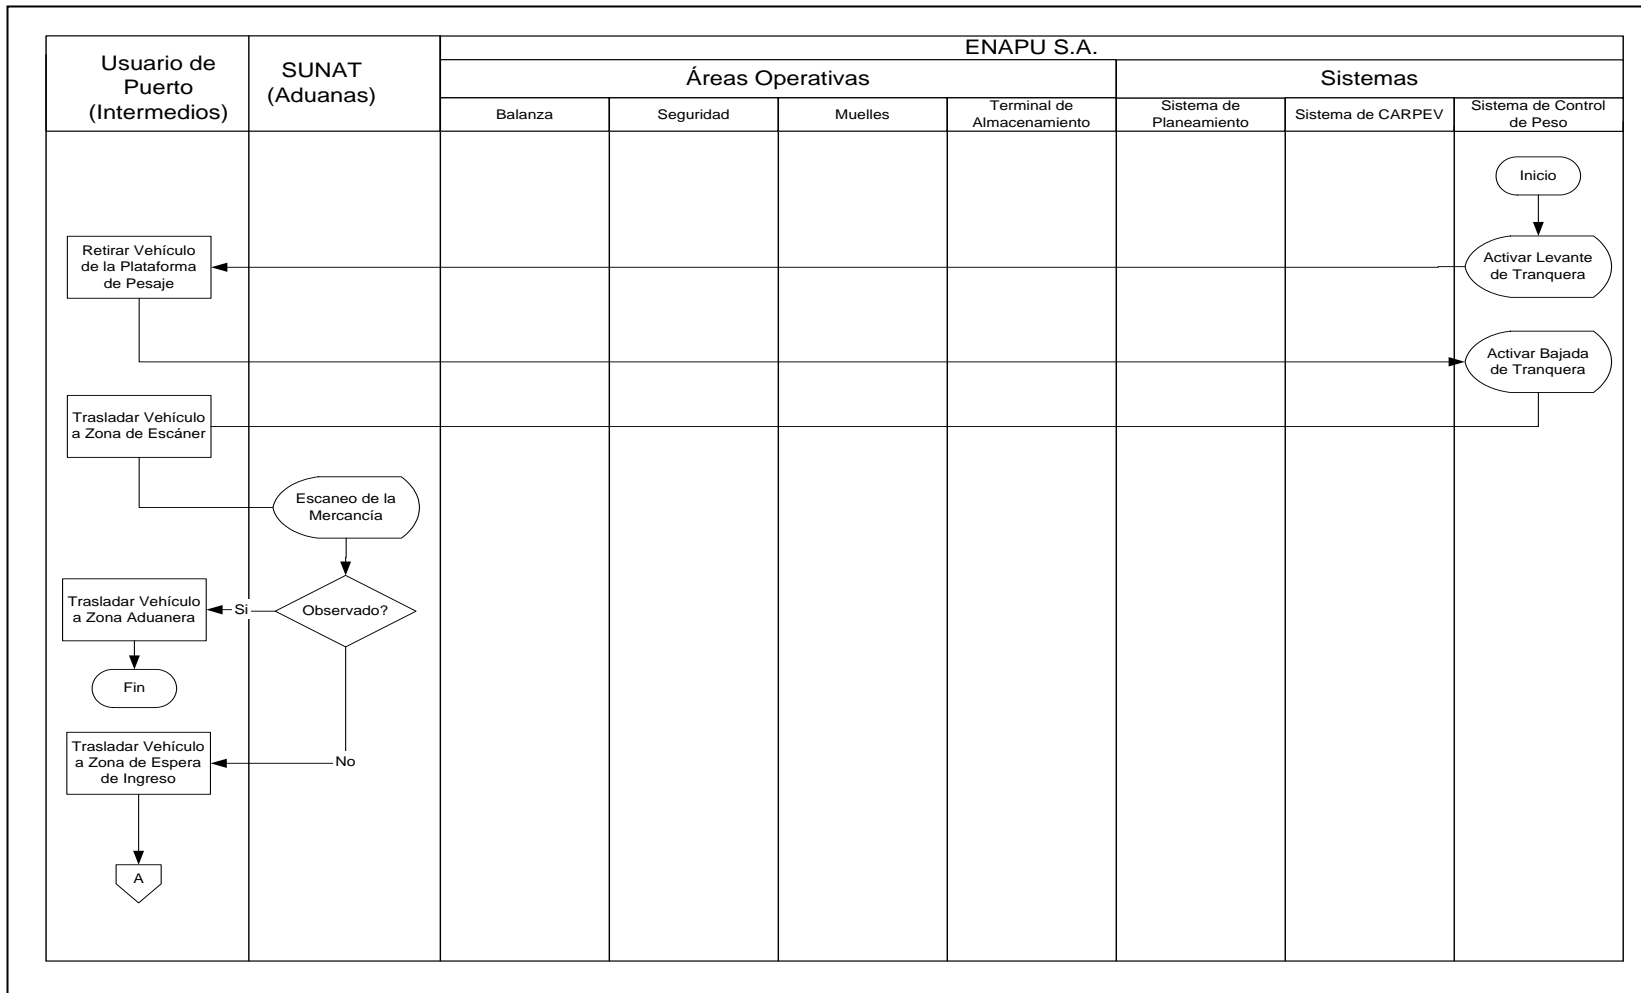 Usuario de
Puerto
(Intermedios)
SUNAT
(Aduanas)
ENAPU S.A.
Áreas Operativas
Sistemas
Balanza
Seguridad
Muelles
Terminal de
Almacenamiento
Sistema de
Planeamiento
Sistema de CARPEV
Sistema de Control
de Peso
Inicio
Retirar Vehículo
de la Plataforma
de Pesaje
Activar Levante
de Tranquera
Activar Bajada
de Tranquera
Trasladar Vehículo
a Zona de Escáner
Escaneo de la
Mercancía
Trasladar Vehículo
a Zona Aduanera
Si
Observado?
Fin
Trasladar Vehículo
a Zona de Espera
de Ingreso
No
A